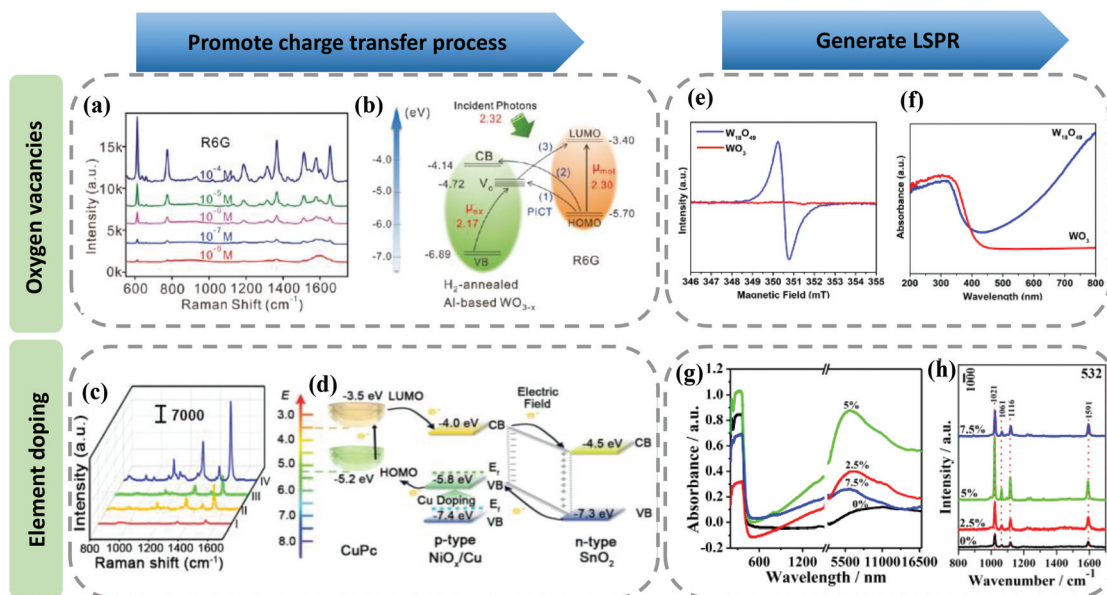 Promote charge transfer process
Generate LSPR
Oxygen vacancies
(a)
R6G
Intensity (a.u.)
15k
10k
5k
0k
10⁻⁴ M
10⁻⁵ M
10⁻⁶ M
10⁻⁷ M
10⁻⁸ M
600 800 1000 1200 1400 1600
Raman Shift (cm⁻¹)
(b)
(eV)
-4.0
-5.0
-6.0
-7.0
Incident Photons
2.32
LUMO
-3.40
CB
-4.14
-4.72
(3)
(2)
(1)
PICT
μmol
2.30
μex
2.17
HOMO
-5.70
-6.89
VB
R6G
H₂-annealed
Al-based WO₃₋ₓ
(e)
W₁₈O₄₉
WO₃
Intensity (a.u.)
346 347 348 349 350 351 352 353 354 355
Magnetic Field (mT)
(f)
W₁₈O₄₉
Absorbance (a.u.)
WO₃
200 300 400 500 600 700 800
Wavelength (nm)
Element doping
(c)
7000
Intensity (a.u.)
IV
III
II
I
800 1000 1200 1400 1600
Raman shift (cm⁻¹)
(d)
E
3.0
4.0
5.0
6.0
7.0
8.0
-3.5 eV
LUMO
-4.0 eV
CB
Electric
Field
-4.5 eV
CB
HOMO
-5.2 eV
-5.8 eV
VB
Cu Doping
-7.4 eV
VB
-7.3 eV
VB
CuPc
p-type
NiOₓ/Cu
n-type
SnO₂
(g)
Absorbance / a.u.
1.2
1.0
0.8
0.6
0.4
0.2
0.0
-0.2
5%
2.5%
7.5%
0%
600 1200 5500 11000 16500
Wavelength / nm
(h)
1000
532
1021
1061
1116
1591
Intensity / a.u.
7.5%
5%
2.5%
0%
800 1000 1200 1400 1600
Wavenumber / cm⁻¹